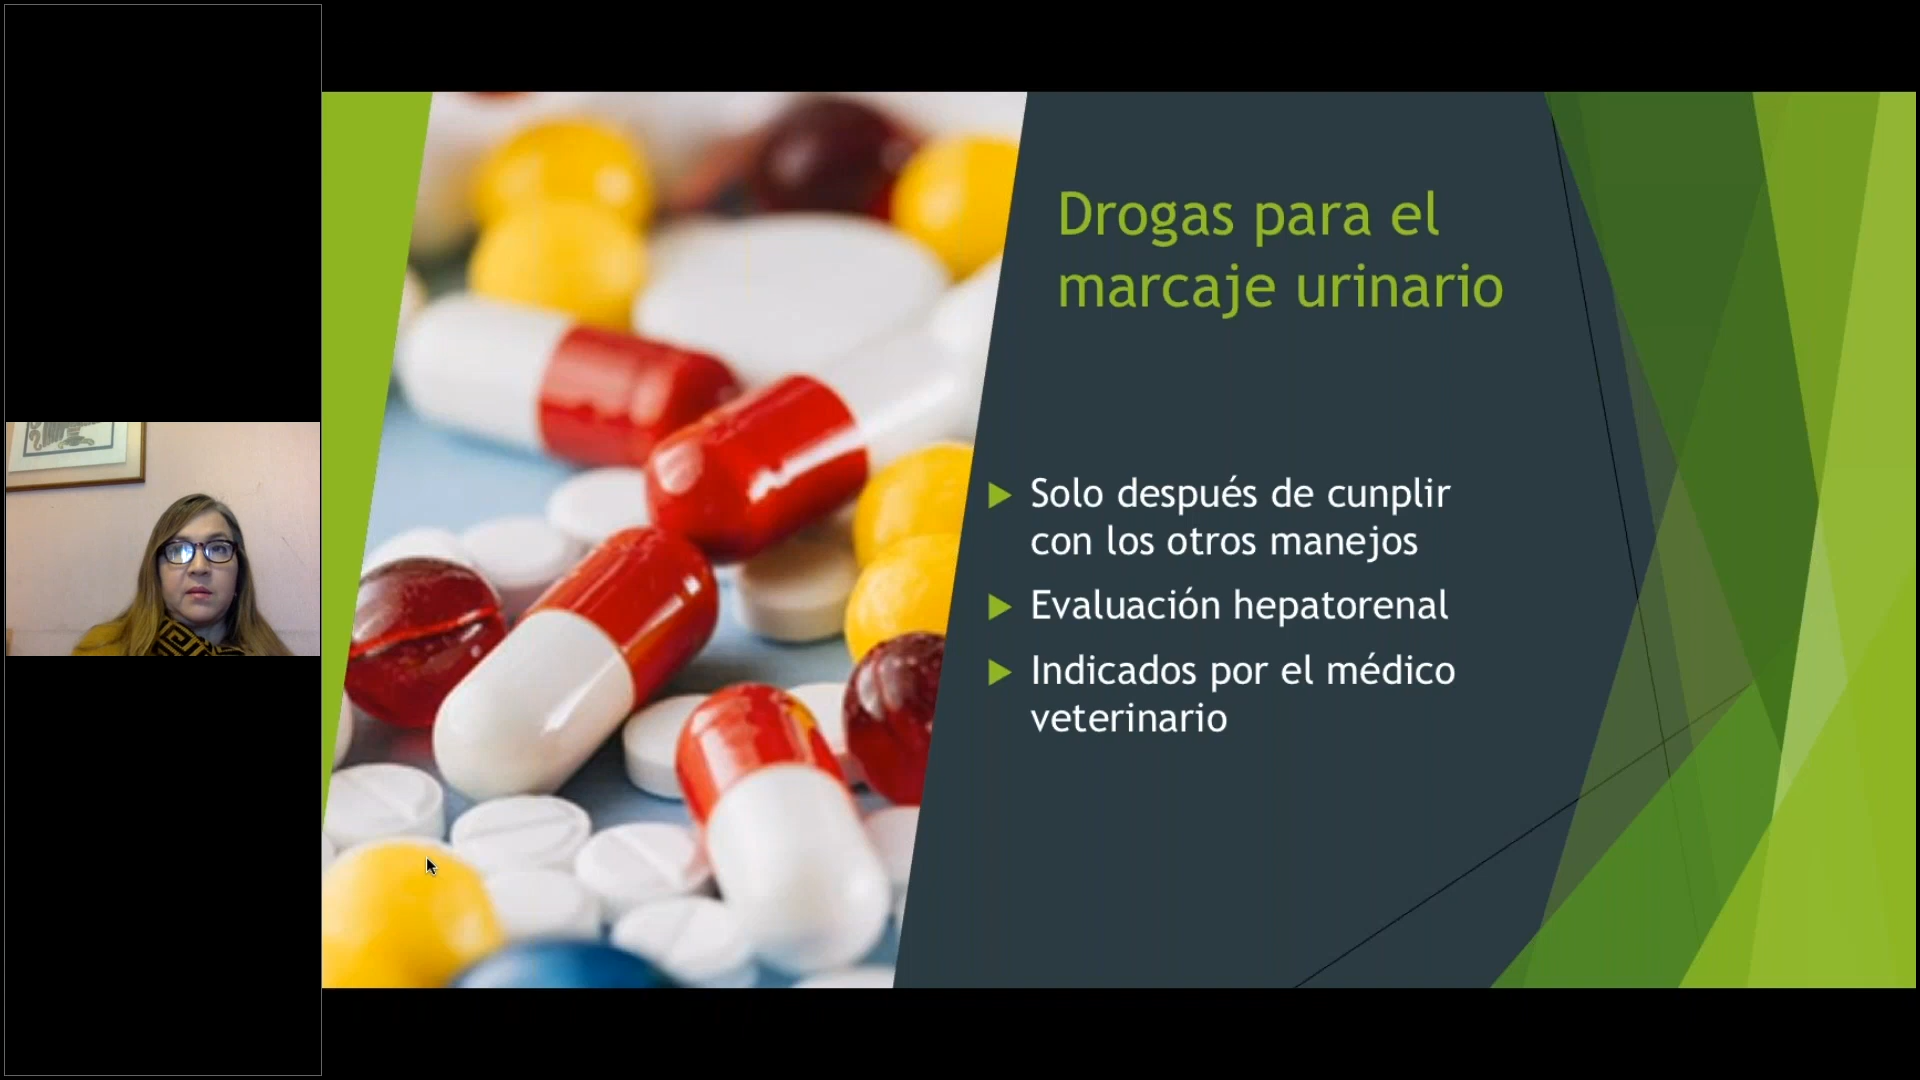 Drogas para el
marcaje urinario
Solo después de cunplir
con los otros manejos
Evaluación hepatorenal
Indicados por el médico
veterinario